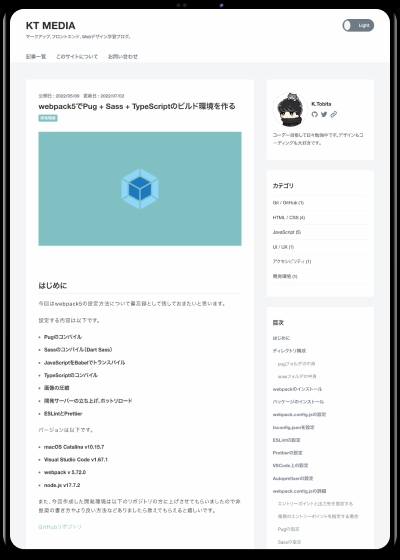 KT MEDIA
マークアップ、フロントエンド、Webデザイン学習ブログ。
Light
記事一覧 このサイトについて お問い合わせ
公開日 : 2022/05/09 更新日 : 2022/07/02
webpack5でPug + Sass + TypeScriptのビルド環境を作る
開発環境
はじめに
今回はwebpack5の設定方法について備忘録として残しておきたいと思います。
設定する内容は以下です。
Pugのコンパイル
Sassのコンパイル(Dart Sass)
JavaScriptをBabelでトランスパイル
TypeScriptのコンパイル
画像の圧縮
開発サーバーの立ち上げ、ホットリロード
ESLintとPrettier
バージョンは以下です。
macOS Catalina v10.15.7
Visual Studio Code v1.67.1
webpack v 5.72.0
node.js v17.7.2
また、今回作成した開発環境は以下のリポジトリの方に上げさせてもらいましたので是
非質の書き方やより良い方法などありましたら教えてもらえると嬉しいです。
GitHubリポジトリ
K.Tobita
コーダー目指して日々勉強中です。デザインもコ
ーディングも大好きです。
カテゴリ
Git / GitHub (1)
HTML / CSS (4)
JavaScript (5)
UI / UX (1)
アクセシビリティ (1)
開発環境 (1)
目次
はじめに
ディレクトリ構成
pugフォルダの中身
webpackのインストール
パッケージのインストール
webpack.config.jsの設定
tsconfig.jsonを設定
ESLintの設定
Prettierの設定
VSCode上の設定
Autoprefixerの設定
webpack.config.jsの詳細
エントリーポイントと出力先を設定する
複数のエントリーポイントを指定する場合
Pugの設定
Sassの設定